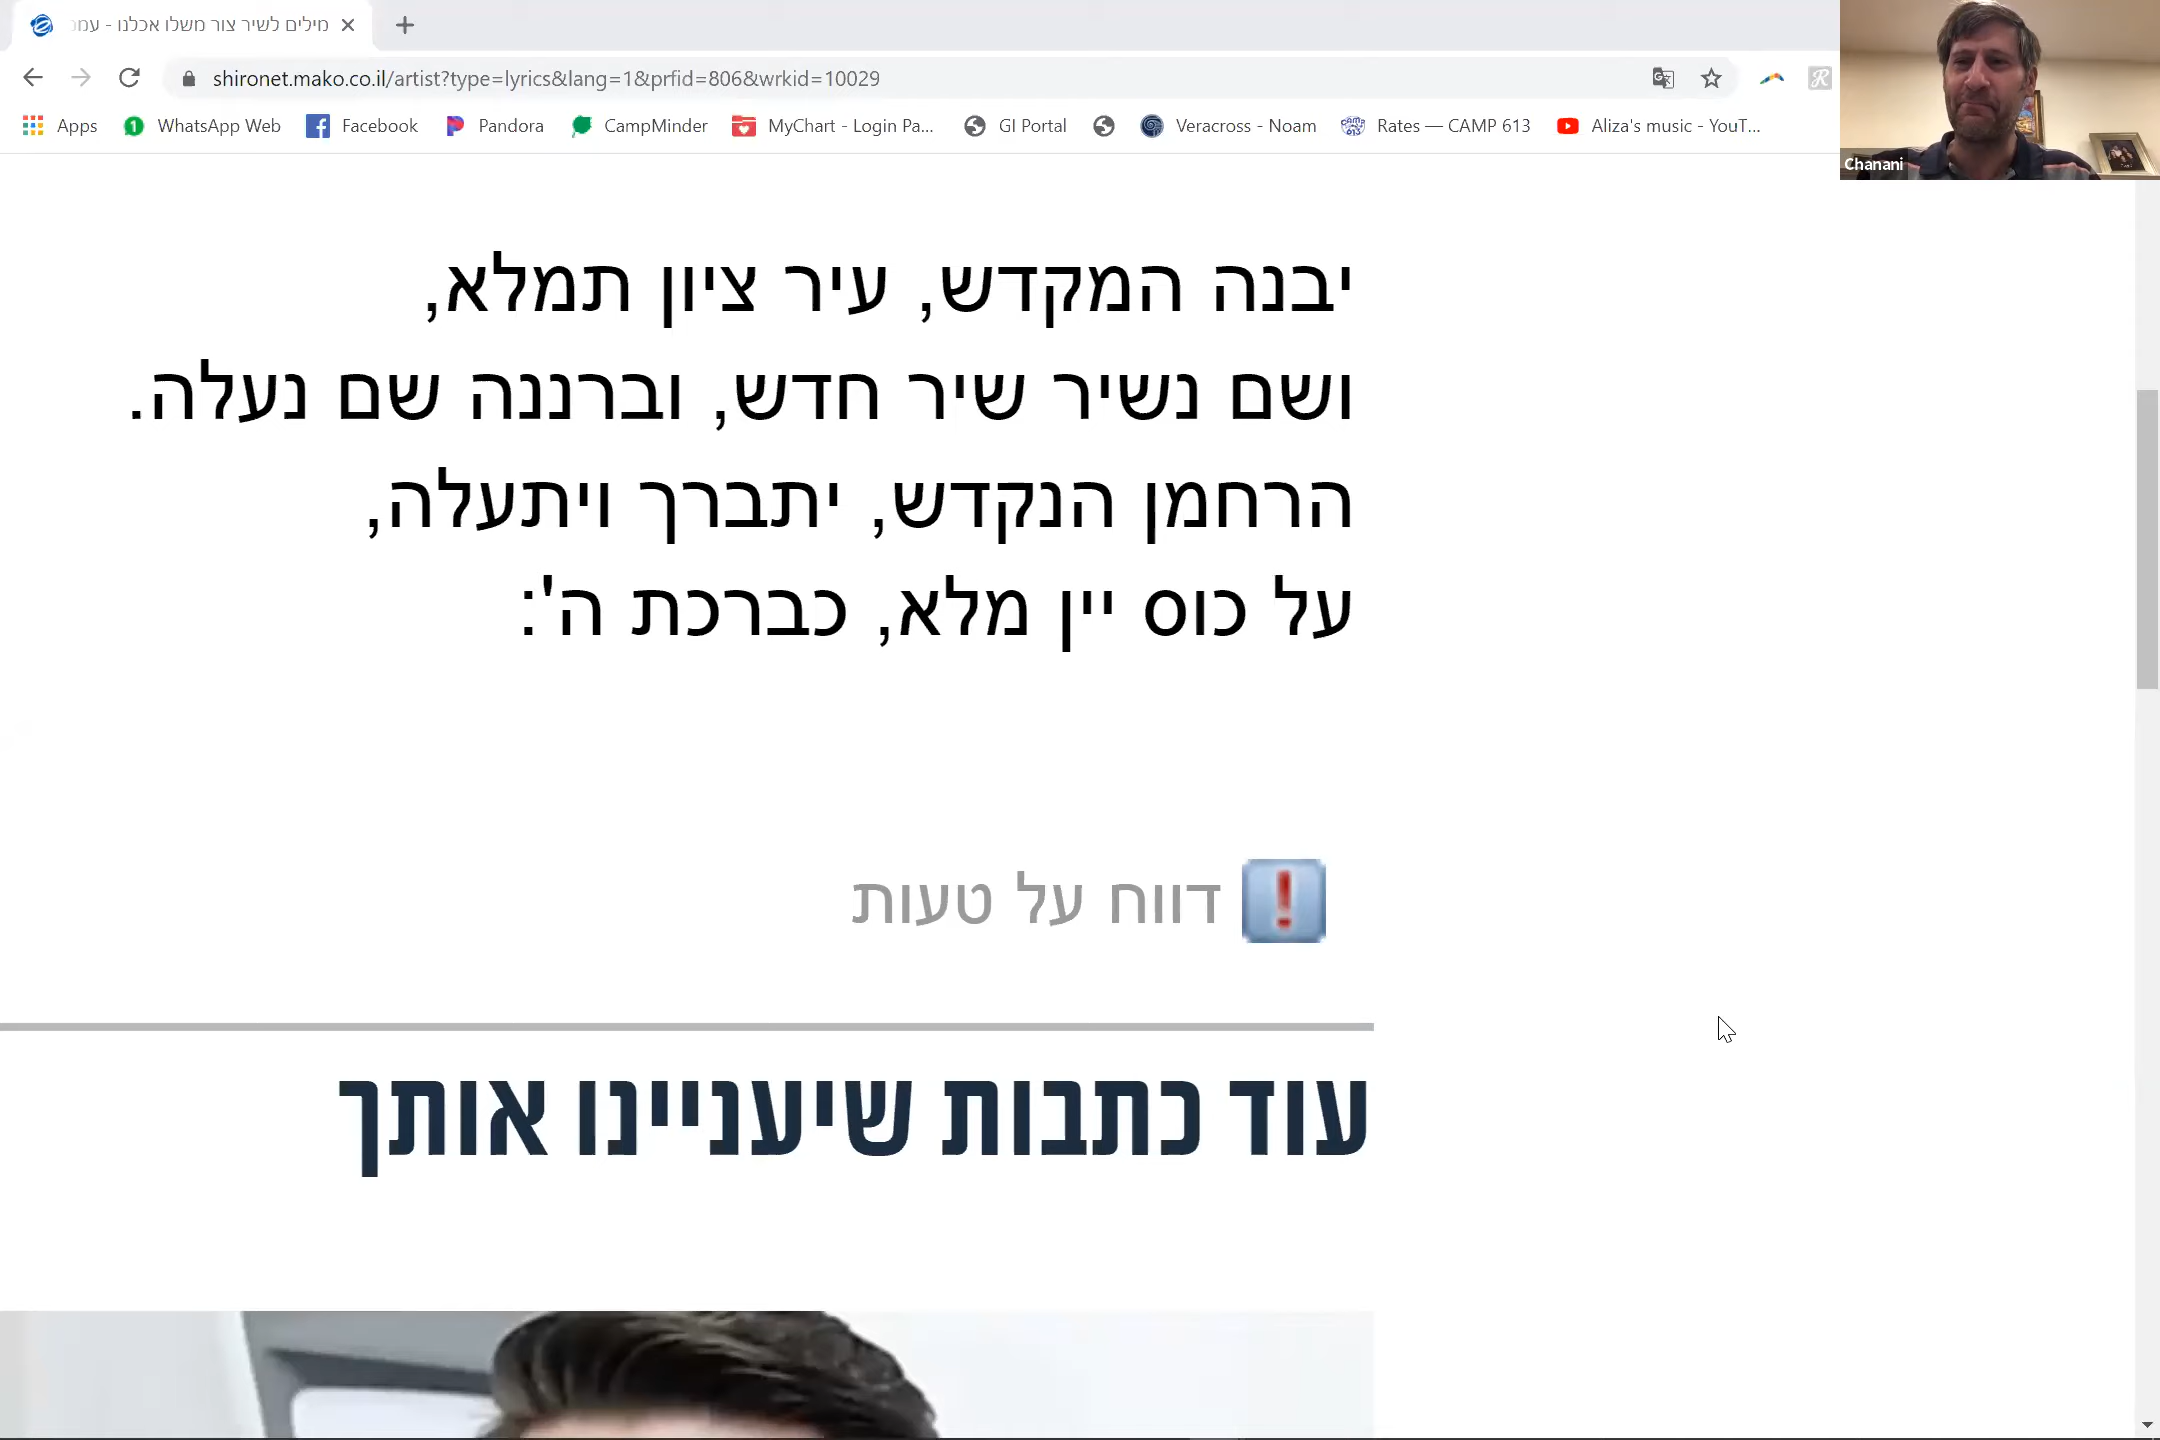 מילים לשיר צור משלו אכלנו - עמכ
shironet.mako.co.il/artist?type=lyrics&lang=1&prfid=806&wrkid=10029
Apps WhatsApp Web Facebook Pandora CampMinder MyChart - Login Pa... GI Portal Veracross - Noam Rates — CAMP 613 Aliza's music - YouT...
Chanani
יבנה המקדש, עיר ציון תמלא,
ושם נשיר שיר חדש, וברננה שם נעלה.
הרחמן הנקדש, יתברך ויתעלה,
על כוס יין מלא, כברכת ה':
דווח על טעות
עוד כתבות שיעניינו אותך